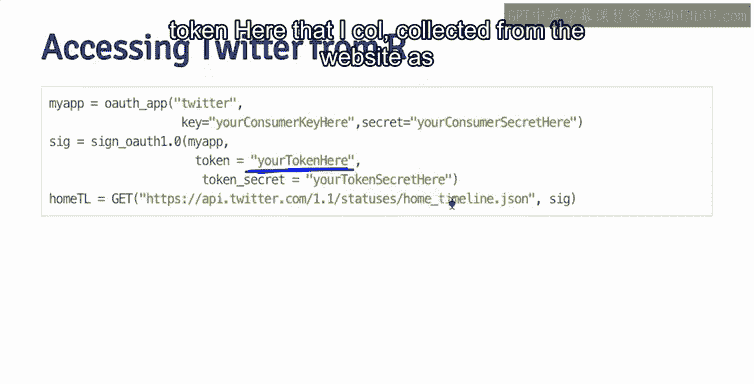 token Here that I col, collected from the
website as
Accessing Twitter from R
myapp = oauth_app("twitter",
key="yourConsumerKeyHere",secret="yourConsumerSecretHere")
sig = sign_oauth1.0(myapp,
token = "yourTokenHere",
token_secret = "yourTokenSecretHere")
homeTL = GET("https://api.twitter.com/1.1/statuses/home_timeline.json", sig)